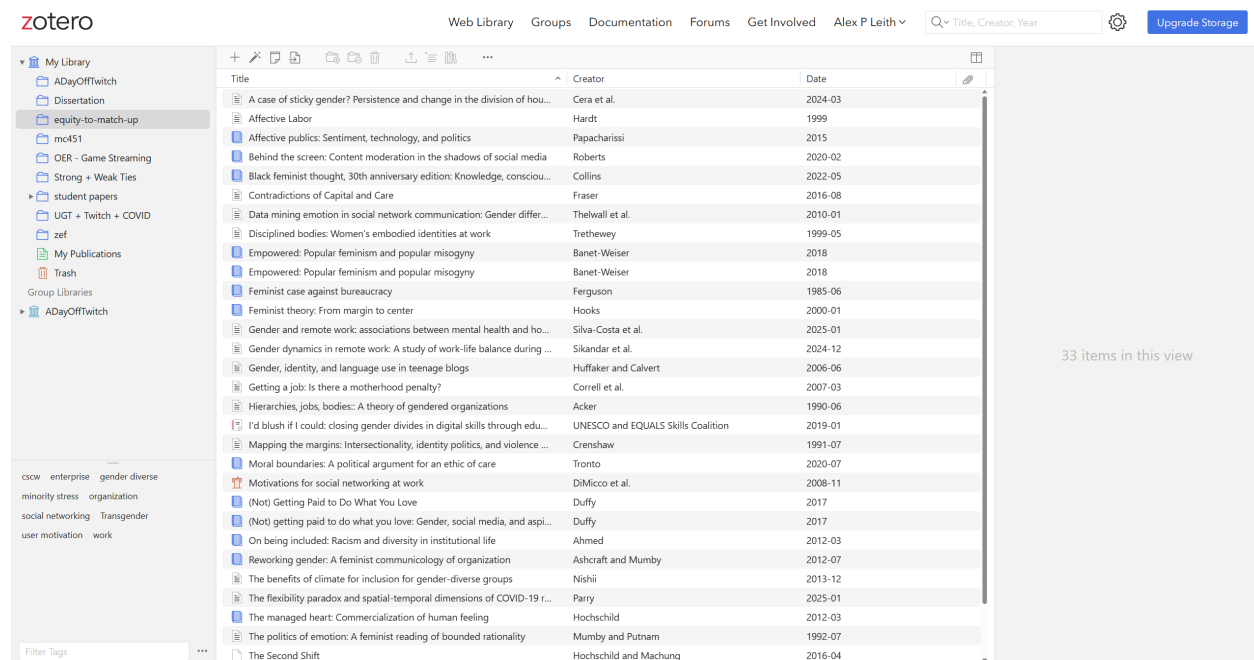 zotero
Web Library Groups Documentation Forums Get Involved Alex P Leith Title, Creator, Year Upgrade Storage
My Library
ADayOffTwitch
Dissertation
equity-to-match-up
mc451
OER - Game Streaming
Strong + Weak Ties
student papers
UGT + Twitch + COVID
zef
My Publications
Trash
Group Libraries
ADayOffTwitch
cscw enterprise gender diverse
minority stress organization
social networking Transgender
user motivation work
Filter Tags
Title Creator Date
A case of sticky gender? Persistence and change in the division of hou... Cera et al. 2024-03
Affective Labor Hardt 1999
Affective publics: Sentiment, technology, and politics Papacharissi 2015
Behind the screen: Content moderation in the shadows of social media Roberts 2020-02
Black feminist thought, 30th anniversary edition: Knowledge, consciou... Collins 2022-05
Contradictions of Capital and Care Fraser 2016-08
Data mining emotion in social network communication: Gender differ... Thelwall et al. 2010-01
Disciplined bodies: Women's embodied identities at work Trethewey 1999-05
Empowered: Popular feminism and popular misogyny Banet-Weiser 2018
Empowered: Popular feminism and popular misogyny Banet-Weiser 2018
Feminist case against bureaucracy Ferguson 1985-06
Feminist theory: From margin to center Hooks 2000-01
Gender and remote work: associations between mental health and ho... Silva-Costa et al. 2025-01
Gender dynamics in remote work: A study of work-life balance during ... Sikandar et al. 2024-12
Gender, identity, and language use in teenage blogs Huffaker and Calvert 2006-06
Getting a job: Is there a motherhood penalty? Correll et al. 2007-03
Hierarchies, jobs, bodies:: A theory of gendered organizations Acker 1990-06
I'd blush if I could: closing gender divides in digital skills through edu... UNESCO and EQUALS Skills Coalition 2019-01
Mapping the margins: Intersectionality, identity politics, and violence ... Crenshaw 1991-07
Moral boundaries: A political argument for an ethic of care Tronto 2020-07
Motivations for social networking at work DiMicco et al. 2008-11
(Not) Getting Paid to Do What You Love Duffy 2017
(Not) getting paid to do what you love: Gender, social media, and aspi... Duffy 2017
On being included: Racism and diversity in institutional life Ahmed 2012-03
Reworking gender: A feminist communicology of organization Ashcraft and Mumby 2012-07
The benefits of climate for inclusion for gender-diverse groups Nishii 2013-12
The flexibility paradox and spatial-temporal dimensions of COVID-19 r... Parry 2025-01
The managed heart: Commercialization of human feeling Hochschild 2012-03
The politics of emotion: A feminist reading of bounded rationality Mumby and Putnam 1992-07
The Second Shift Hochschild and Machung 2016-04
33 items in this view